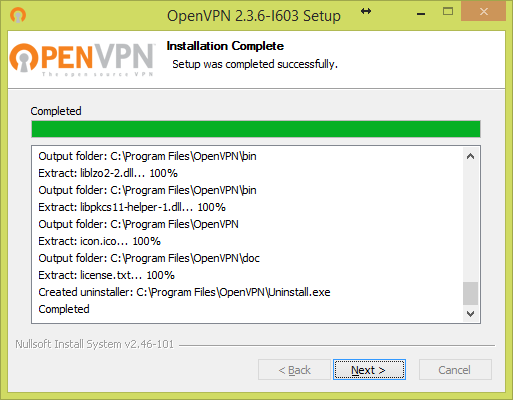 OpenVPN 2.3.6-I603 Setup
OPENVPN
The open source VPN
Installation Complete
Setup was completed successfully.
Completed
Output folder: C:\Program Files\OpenVPN\bin
Extract: liblzo2-2.dll... 100%
Output folder: C:\Program Files\OpenVPN\bin
Extract: libpkcs11-helper-1.dll... 100%
Output folder: C:\Program Files\OpenVPN
Extract: icon.ico... 100%
Output folder: C:\Program Files\OpenVPN\doc
Extract: license.txt... 100%
Created uninstaller: C:\Program Files\OpenVPN\Uninstall.exe
Completed
Nullsoft Install System v2.46-101
< Back
Next >
Cancel